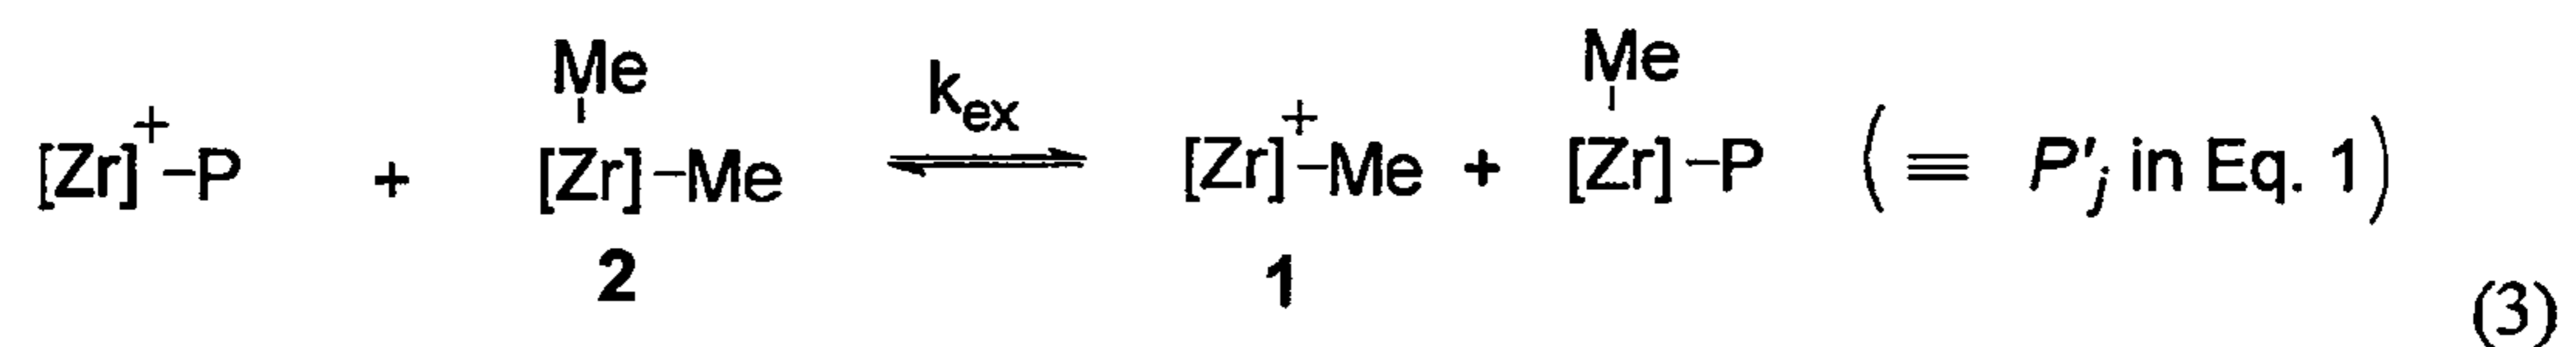 Me Me
[Zr]+–P + [Zr]–Me ⇌ kex [Zr]+–Me + [Zr]–P (≡ P'j in Eq. 1)
2 1
(3)